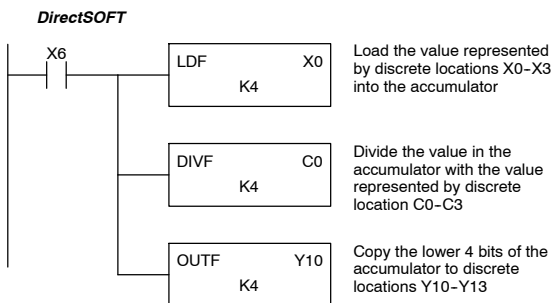 DirectSOFT
X6
LDF X0
K4
Load the value represented
by discrete locations X0-X3
into the accumulator
DIVF C0
K4
Divide the value in the
accumulator with the value
represented by discrete
location C0-C3
OUTF Y10
K4
Copy the lower 4 bits of the
accumulator to discrete
locations Y10-Y13